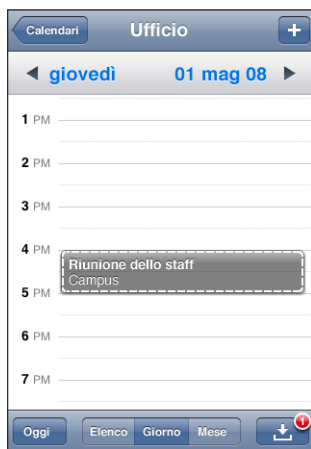 Calendari Ufficio +
giovedì 01 mag 08
1 PM
2 PM
3 PM
4 PM
Riunione dello staff
Campus
5 PM
6 PM
7 PM
Oggi Elenco Giorno Mese 1